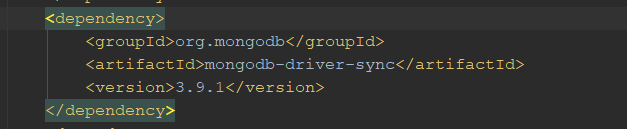 <dependency>
<groupId>org.mongodb</groupId>
<artifactId>mongodb-driver-sync</artifactId>
<version>3.9.1</version>
</dependency>